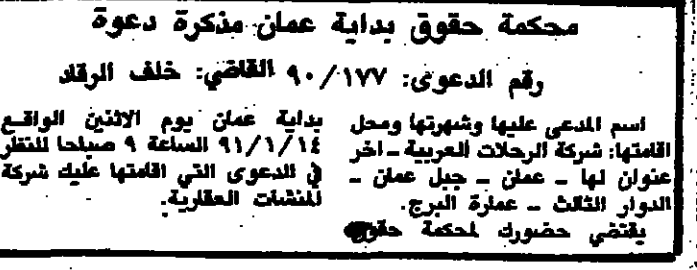 محكمة حقوق بداية عمان مذكرة دعوة
رقم الدعوى: ٩٠/١٧٧ القاضي: خلف الرقاد
اسم المدعى عليها وشهرتها ومحل
اقامتها: شركة الرحلات العربية ـ اخر
عنوان لها ـ عمان ـ جبل عمان ـ
الدوار الثالث ـ عمارة البرج.
يقتضي حضورك لمحكمة حقوق
بداية عمان يوم الاثنين الواقع
٩١/١/١٤ الساعة ٩ صباحا للنظر
في الدعوى التي اقامتها عليك شركة
المنشات العقارية.